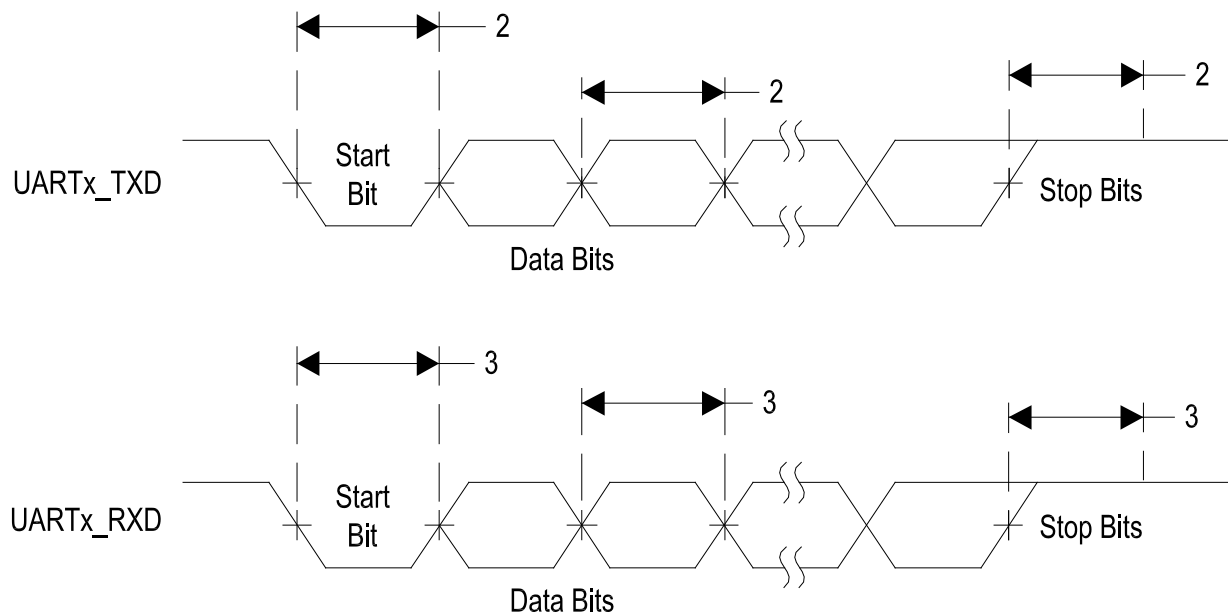 2
2
2
UARTx_TXD
Start
Bit
Stop Bits
Data Bits
3
3
3
UARTx_RXD
Start
Bit
Stop Bits
Data Bits